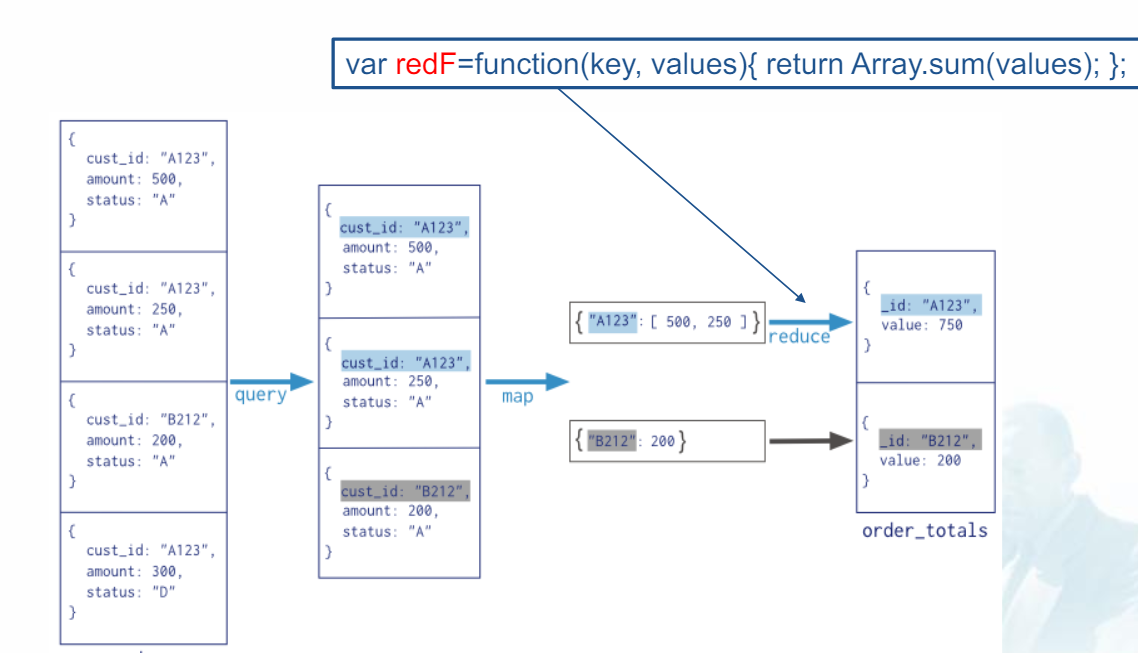 var redF=function(key, values){ return Array.sum(values); };
{
cust_id: "A123",
amount: 500,
status: "A"
}
{
cust_id: "A123",
amount: 250,
status: "A"
}
{
cust_id: "B212",
amount: 200,
status: "A"
}
{
cust_id: "A123",
amount: 300,
status: "D"
}
query
{
cust_id: "A123",
amount: 500,
status: "A"
}
{
cust_id: "A123",
amount: 250,
status: "A"
}
{
cust_id: "B212",
amount: 200,
status: "A"
}
map
{ "A123": [ 500, 250 ] }
{ "B212": 200 }
reduce
{
_id: "A123",
value: 750
}
{
_id: "B212",
value: 200
}
order_totals